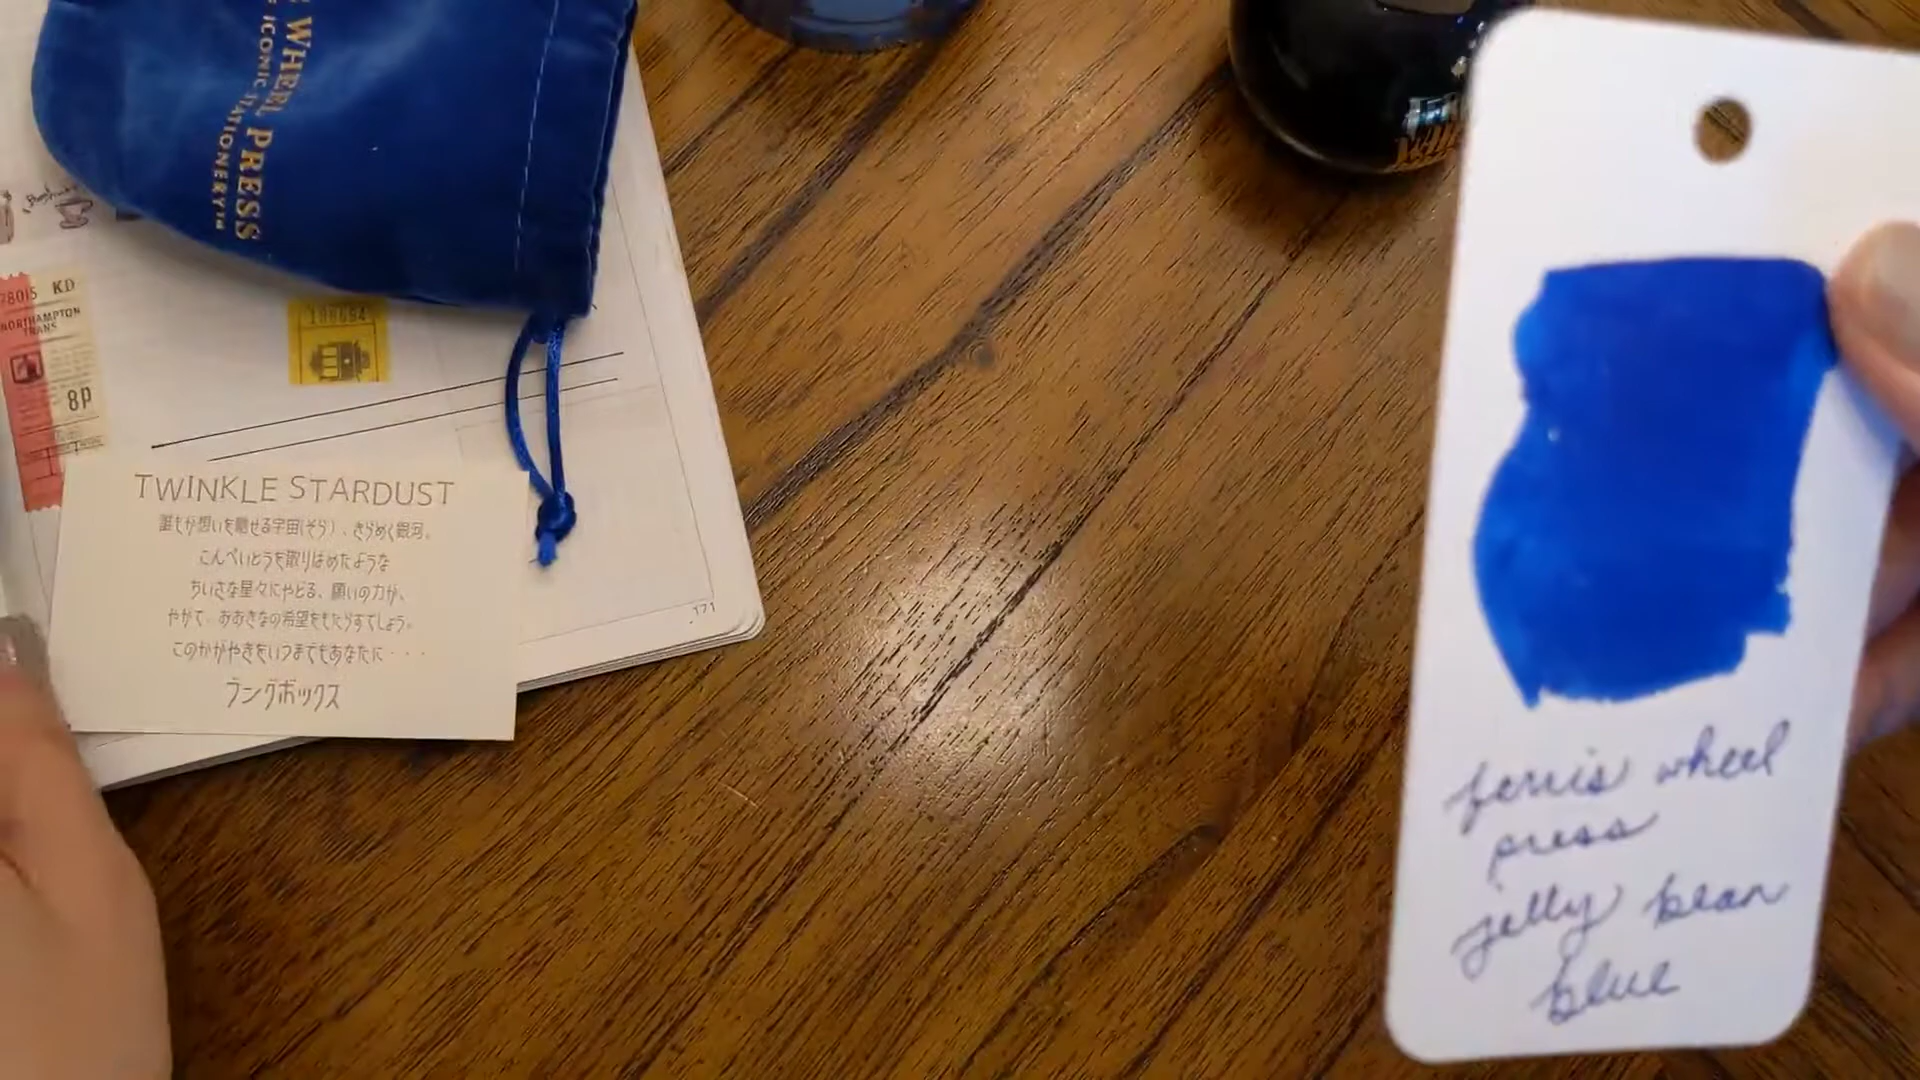 WHEEL PRESS
ICONIC STATIONERY™
78015 KD
NORTHAMPTON
TRANS
8P
188694
TWINKLE STARDUST
誰もが想いを馳せる宇宙(そら)、きらめく銀河。
こんぺいとうを散りばめたような
ちいさな星々にやどる、願いの力が、
やがて、おおきなの希望をもたらすでしょう。
このかがやきをいつまでもあなたに・・・
ラングボックス
171
ferris wheel
press
jelly bean
blue